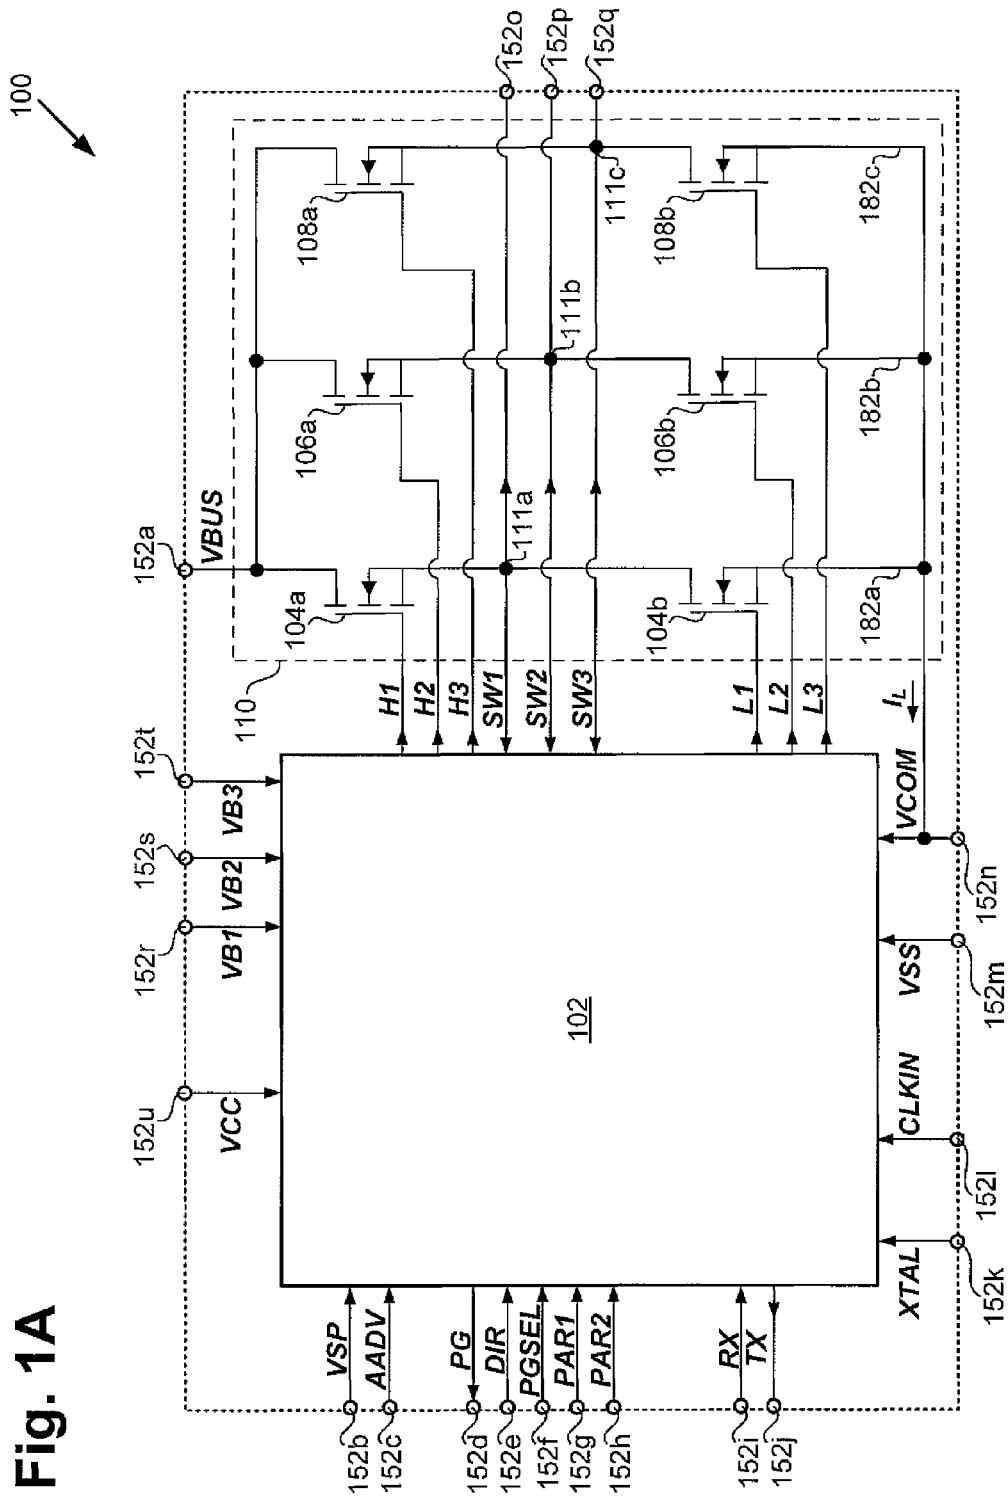 Fig. 1A
100
152u
152r
152s
152t
152a
VCC
VB1
VB2
VB3
VBUS
110
152b
VSP
152c
AADV
152d
PG
152e
DIR
152f
PGSEL
152g
PAR1
152h
PAR2
152i
RX
152j
TX
102
H1
H2
H3
SW1
SW2
SW3
L1
L2
L3
104a
106a
108a
111a
111b
111c
104b
106b
108b
152o
152p
152q
182a
182b
182c
IL
XTAL
CLKIN
VSS
VCOM
152k
152l
152m
152n